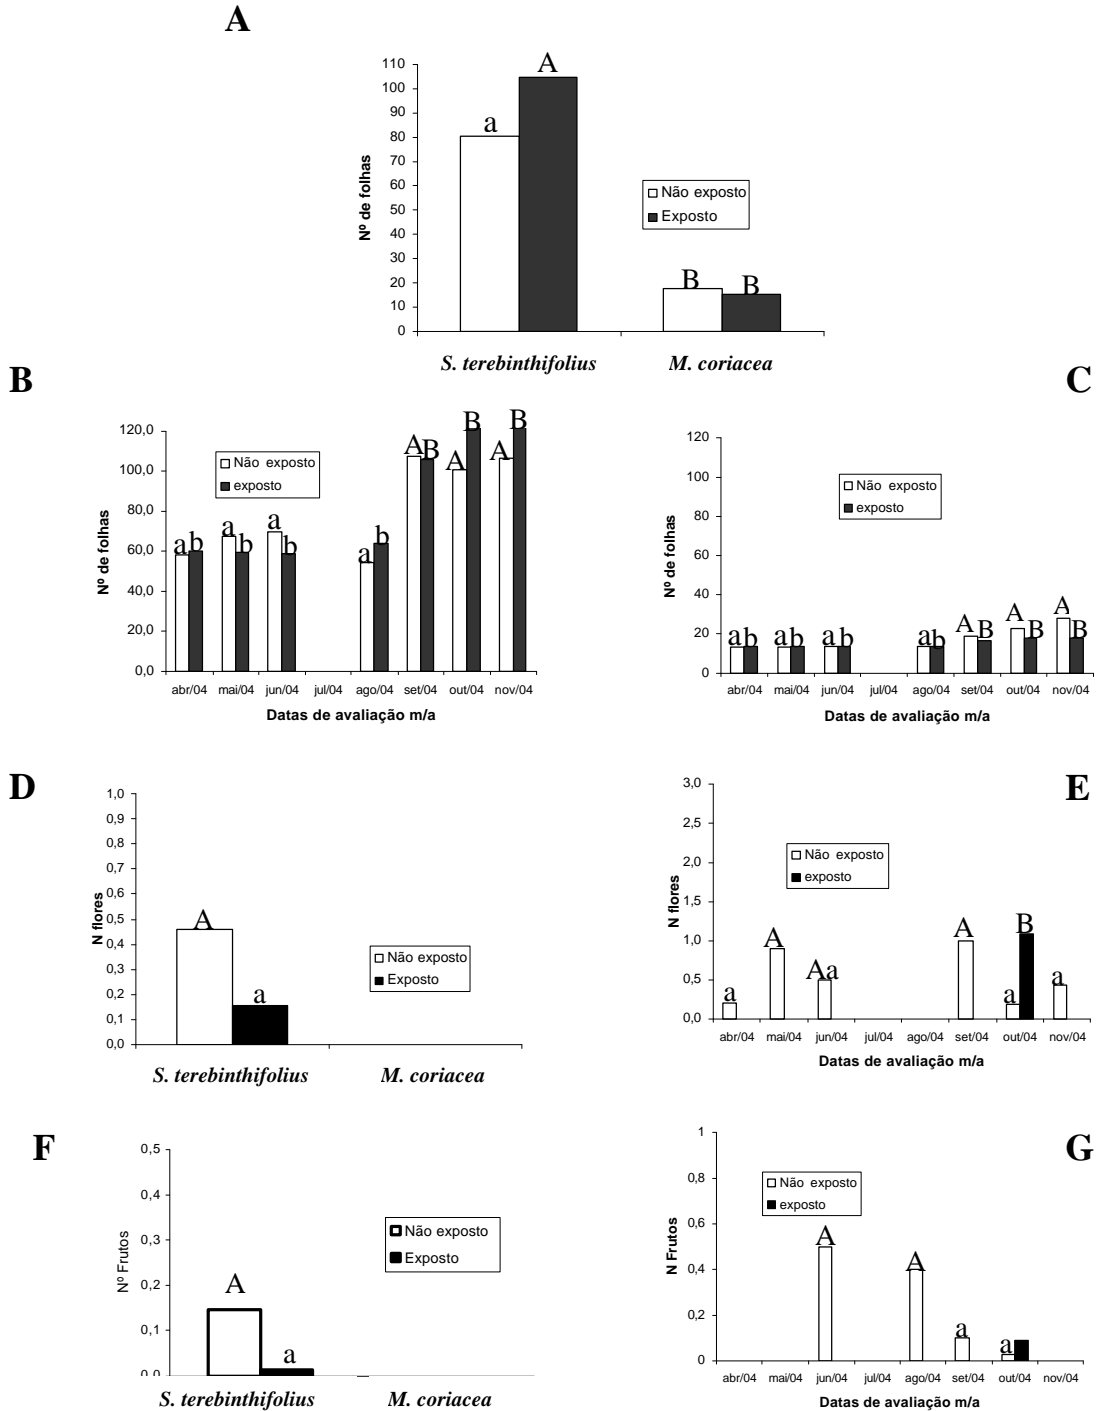 A
110
100
90
80
70
60
50
40
30
20
10
0
Nº de folhas
a A B B
Não exposto
Exposto
S. terebinthifolius M. coriacea
B
120,0
100,0
80,0
60,0
40,0
20,0
0,0
Nº de folhas
Não exposto
exposto
a b a b a b a b A B A B A B
abr/04 mai/04 jun/04 jul/04 ago/04 set/04 out/04 nov/04
Datas de avaliação m/a
C
120
100
80
60
40
20
0
Nº de folhas
Não exposto
exposto
a b a b a b a b A B A B A B
abr/04 mai/04 jun/04 jul/04 ago/04 set/04 out/04 nov/04
Datas de avaliação m/a
D
1,0
0,9
0,8
0,7
0,6
0,5
0,4
0,3
0,2
0,1
0,0
N flores
A a
Não exposto
Exposto
S. terebinthifolius M. coriacea
E
3,0
2,5
2,0
1,5
1,0
0,5
0,0
N flores
Não exposto
exposto
a A Aa A a B a
abr/04 mai/04 jun/04 jul/04 ago/04 set/04 out/04 nov/04
Datas de avaliação m/a
F
0,5
0,4
0,3
0,2
0,1
0,0
Nº Frutos
A a
Não exposto
Exposto
S. terebinthifolius M. coriacea
G
1
0,8
0,6
0,4
0,2
0
N Frutos
Não exposto
exposto
A A a a
abr/04 mai/04 jun/04 jul/04 ago/04 set/04 out/04 nov/04
Datas de avaliação m/a